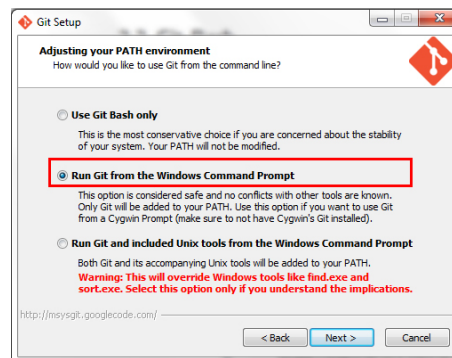 Git Setup
Adjusting your PATH environment
How would you like to use Git from the command line?
Use Git Bash only
This is the most conservative choice if you are concerned about the stability
of your system. Your PATH will not be modified.
Run Git from the Windows Command Prompt
This option is considered safe and no conflicts with other tools are known.
Only Git will be added to your PATH. Use this option if you want to use Git
from a Cygwin Prompt (make sure to not have Cygwin's Git installed).
Run Git and included Unix tools from the Windows Command Prompt
Both Git and its accompanying Unix tools will be added to your PATH.
Warning: This will override Windows tools like find.exe and
sort.exe. Select this option only if you understand the implications.
http://msysgit.googlecode.com/
< Back Next > Cancel